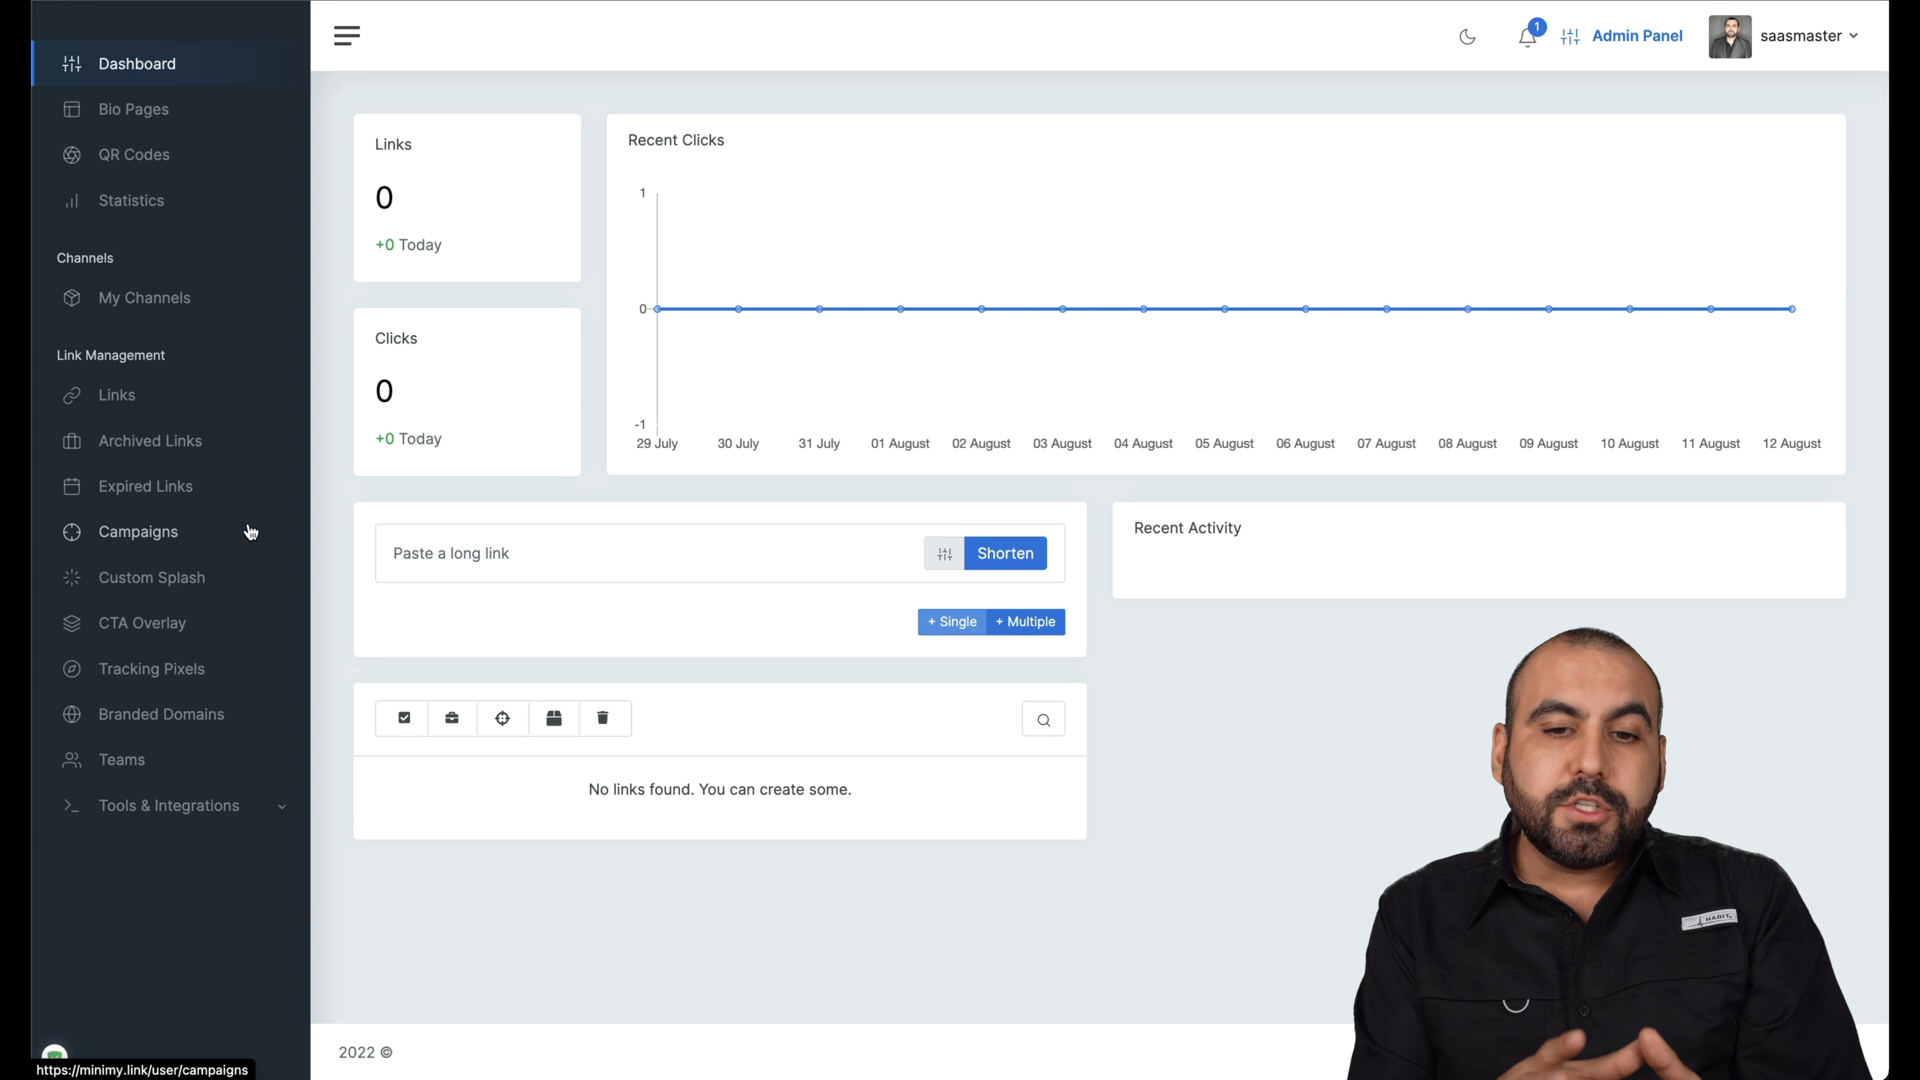 Dashboard
Bio Pages
QR Codes
Statistics
Channels
My Channels
Link Management
Links
Archived Links
Expired Links
Campaigns
Custom Splash
CTA Overlay
Tracking Pixels
Branded Domains
Teams
Tools & Integrations
https://minimy.link/user/campaigns
1
Admin Panel
saasmaster
Links
0
+0 Today
Clicks
0
+0 Today
Recent Clicks
1
0
-1
29 July 30 July 31 July 01 August 02 August 03 August 04 August 05 August 06 August 07 August 08 August 09 August 10 August 11 August 12 August
Paste a long link
Shorten
+ Single + Multiple
Recent Activity
No links found. You can create some.
HABIT
2022 ©